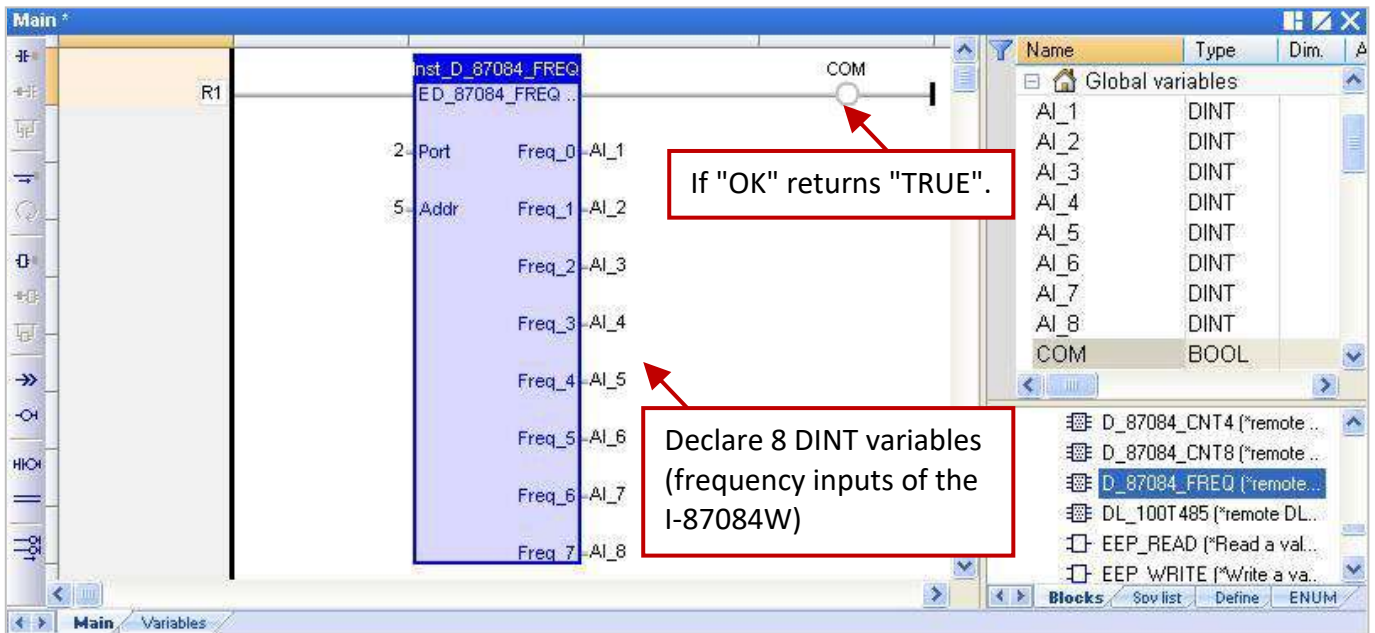 Main *
Inst_D_87084_FREQ
COM
R1
E D_87084_FREQ ..
2 Port Freq_0 AI_1
5 Addr Freq_1 AI_2
Freq_2 AI_3
Freq_3 AI_4
Freq_4 AI_5
Freq_5 AI_6
Freq_6 AI_7
Freq_7 AI_8
If "OK" returns "TRUE".
Declare 8 DINT variables
(frequency inputs of the
I-87084W)
Name Type Dim. A
Global variables
AI_1 DINT
AI_2 DINT
AI_3 DINT
AI_4 DINT
AI_5 DINT
AI_6 DINT
AI_7 DINT
AI_8 DINT
COM BOOL
D_87084_CNT4 (*remote ..
D_87084_CNT8 (*remote ..
D_87084_FREQ (*remote...
DL_100T485 (*remote DL..
EEP_READ (*Read a val...
EEP_WRITE (*Write a va..
Blocks Spy list Define ENUM
Main Variables